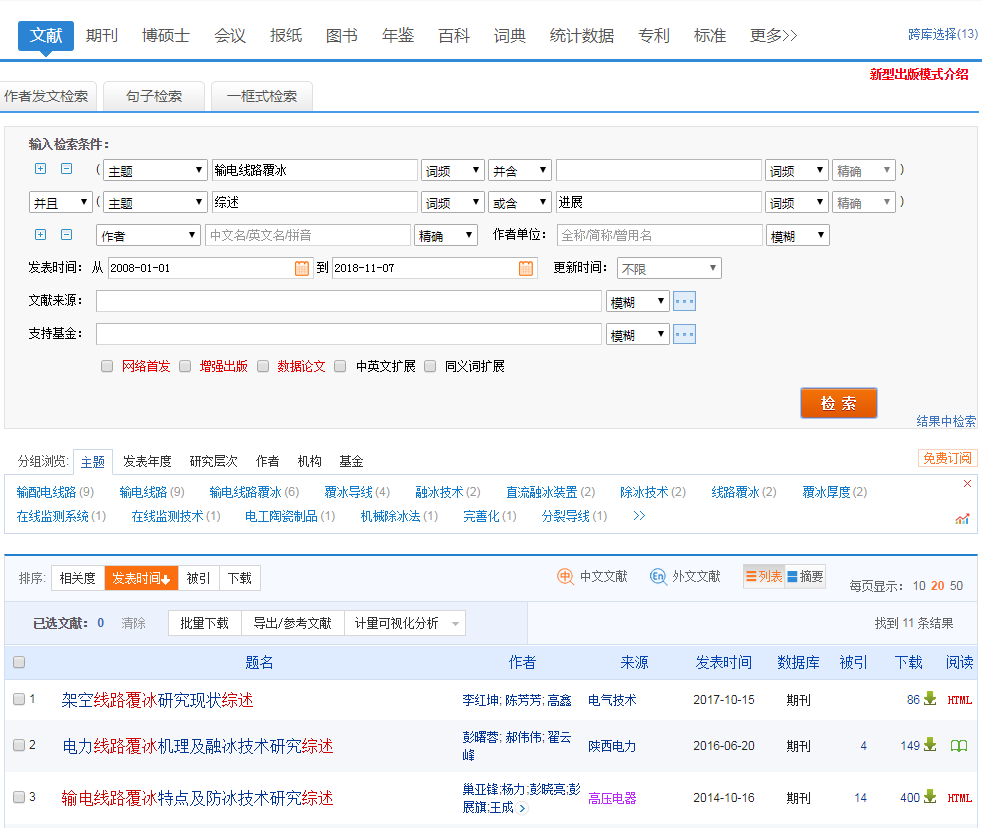 文献 期刊 博硕士 会议 报纸 图书 年鉴 百科 词典 统计数据 专利 标准 更多>> 跨库选择(13)
新型出版模式介绍
作者发文检索 句子检索 一框式检索
输入检索条件：
( 主题 输电线路覆冰 词频 并含 词频 精确 )
并且 ( 主题 综述 词频 或含 进展 词频 精确 )
作者 中文名/英文名/拼音 精确 作者单位： 全称/简称/曾用名 模糊
发表时间： 从 2008-01-01 到 2018-11-07 更新时间： 不限
文献来源： 模糊 ...
支持基金： 模糊 ...
网络首发 增强出版 数据论文 中英文扩展 同义词扩展
检 索
结果中检索
分组浏览: 主题 发表年度 研究层次 作者 机构 基金 免费订阅
输配电线路(9) 输电线路(9) 输电线路覆冰(6) 覆冰导线(4) 融冰技术(2) 直流融冰装置(2) 除冰技术(2) 线路覆冰(2) 覆冰厚度(2)
在线监测系统(1) 在线监测技术(1) 电工陶瓷制品(1) 机械除冰法(1) 完善化(1) 分裂导线(1) >>
排序: 相关度 发表时间 被引 下载 中 中文文献 En 外文文献 列表 摘要 每页显示： 10 20 50
已选文献： 0 清除 批量下载 导出/参考文献 计量可视化分析 找到 11 条结果
题名 作者 来源 发表时间 数据库 被引 下载 阅读
1 架空线路覆冰研究现状综述 李红坤; 陈芳芳; 高鑫 电气技术 2017-10-15 期刊 86 HTML
2 电力线路覆冰机理及融冰技术研究综述 彭曙蓉; 郝伟伟; 翟云峰 陕西电力 2016-06-20 期刊 4 149
3 输电线路覆冰特点及防冰技术研究综述 巢亚锋;杨力;彭晓亮;彭展旗;王成 高压电器 2014-10-16 期刊 14 400 HTML